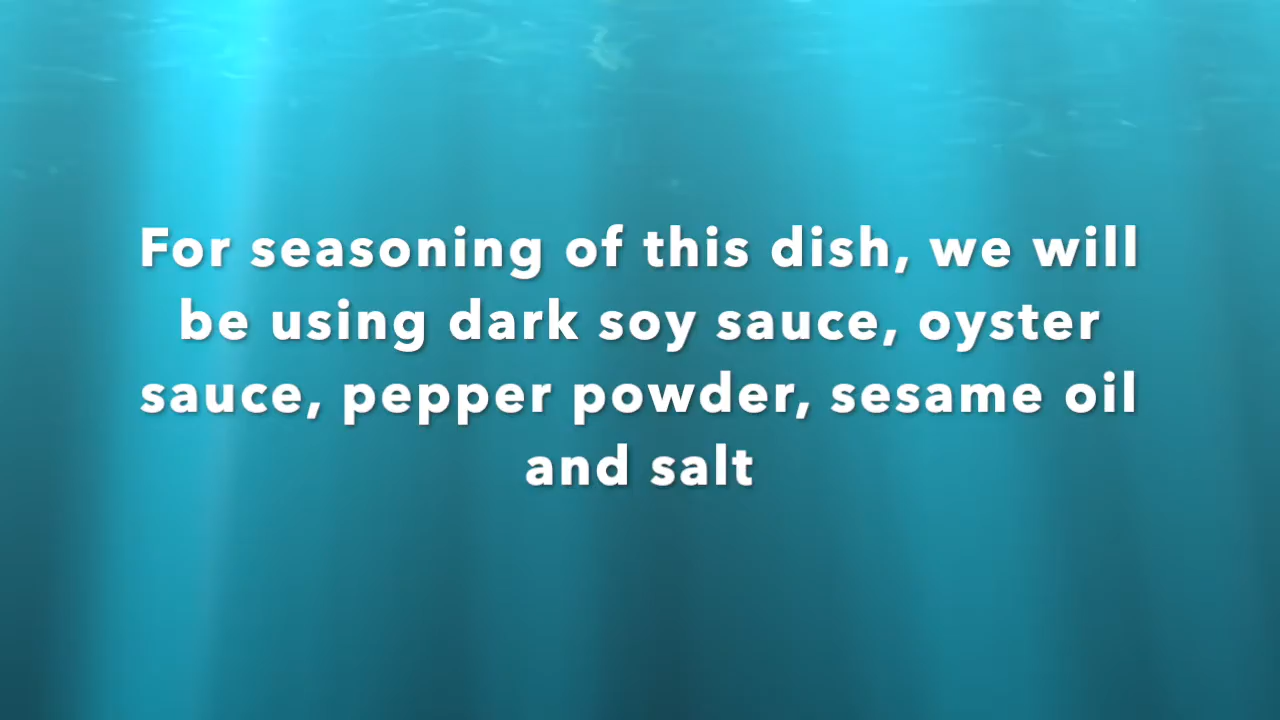 For seasoning of this dish, we will
be using dark soy sauce, oyster
sauce, pepper powder, sesame oil
and salt